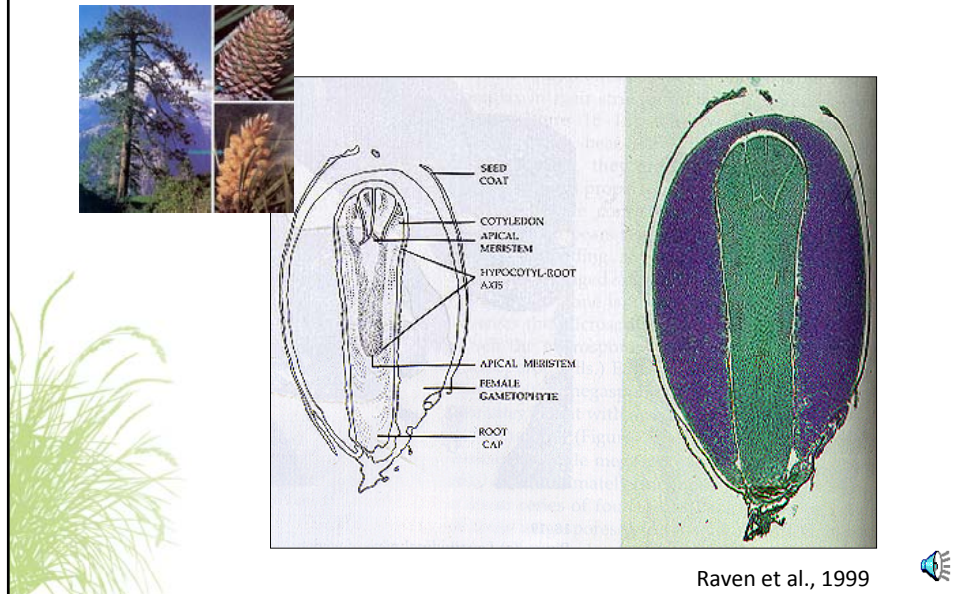 SEED
COAT
COTYLEDON
APICAL
MERISTEM
HYPOCOTYL-ROOT
AXIS
APICAL MERISTEM
FEMALE
GAMETOPHYTE
ROOT
CAP
Raven et al., 1999